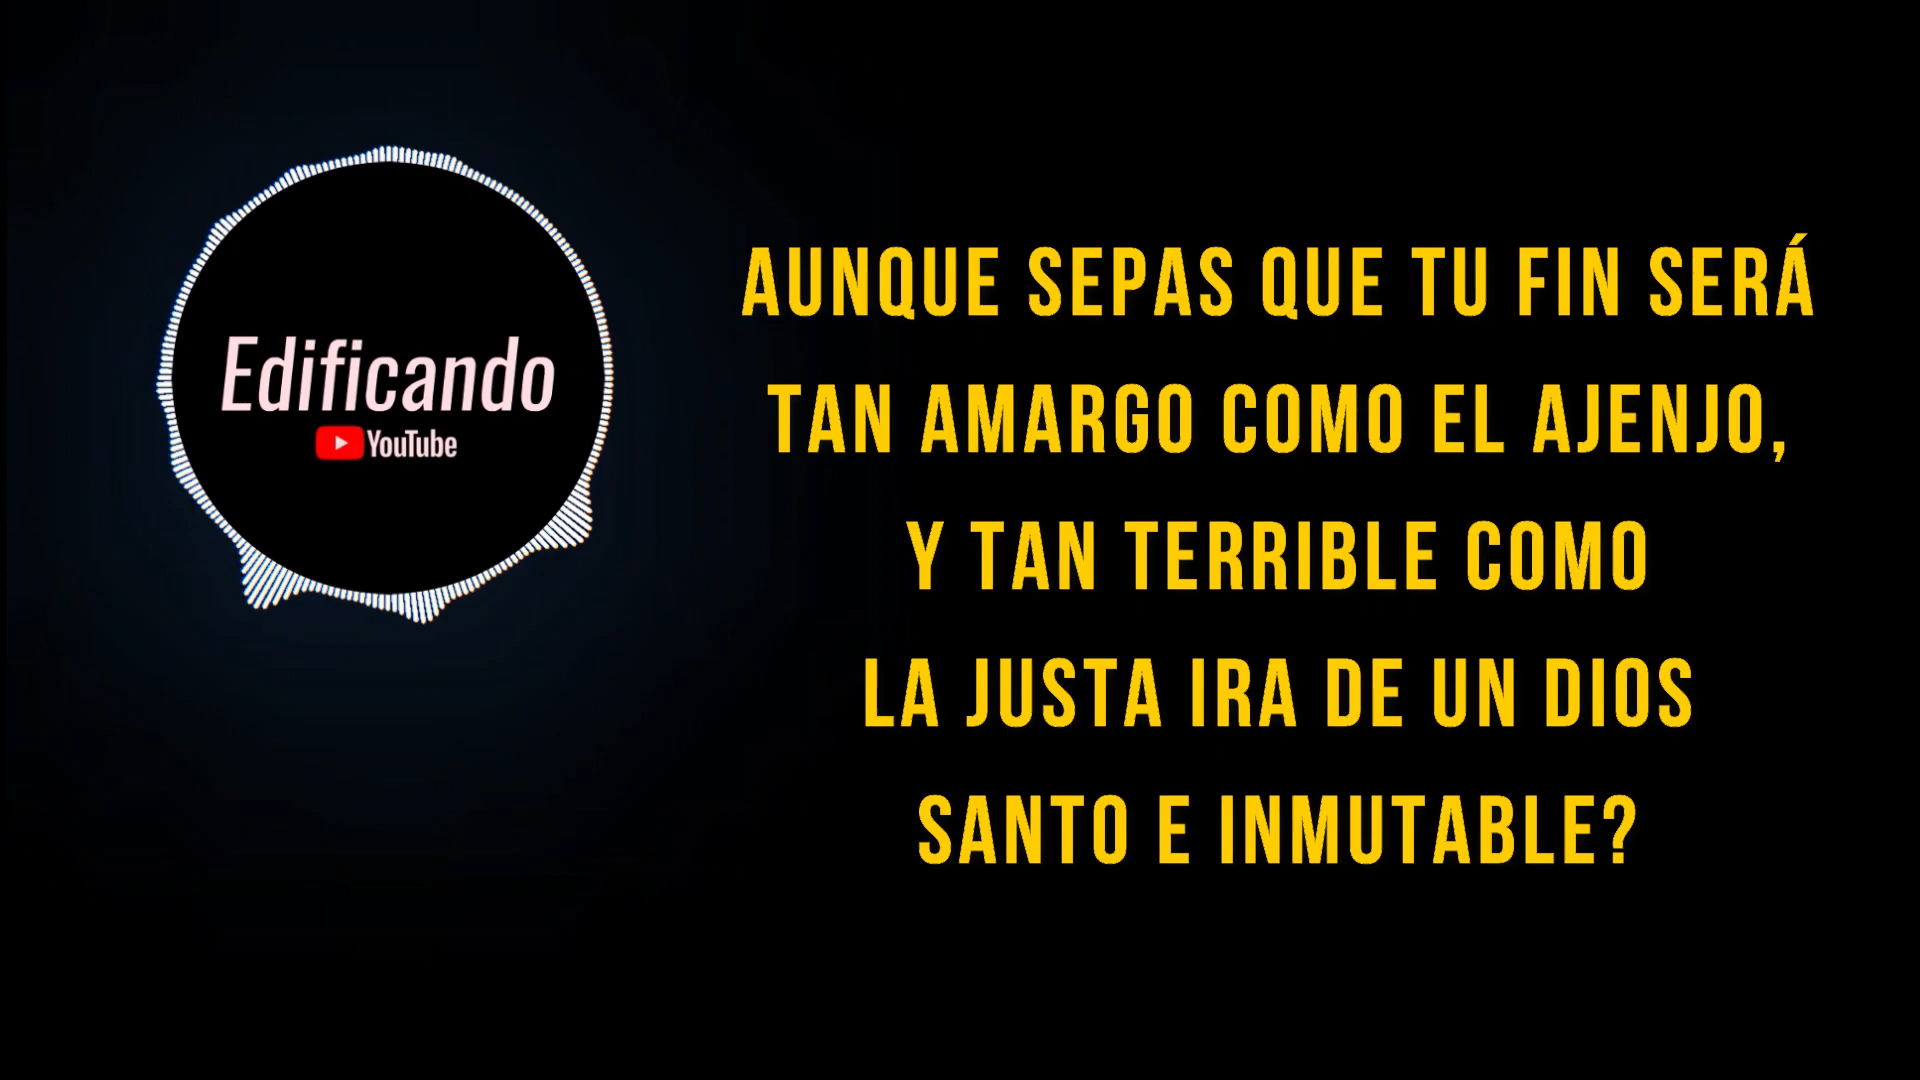 Edificando
YouTube
AUNQUE SEPAS QUE TU FIN SERÁ
TAN AMARGO COMO EL AJENJO,
Y TAN TERRIBLE COMO
LA JUSTA IRA DE UN DIOS
SANTO E INMUTABLE?